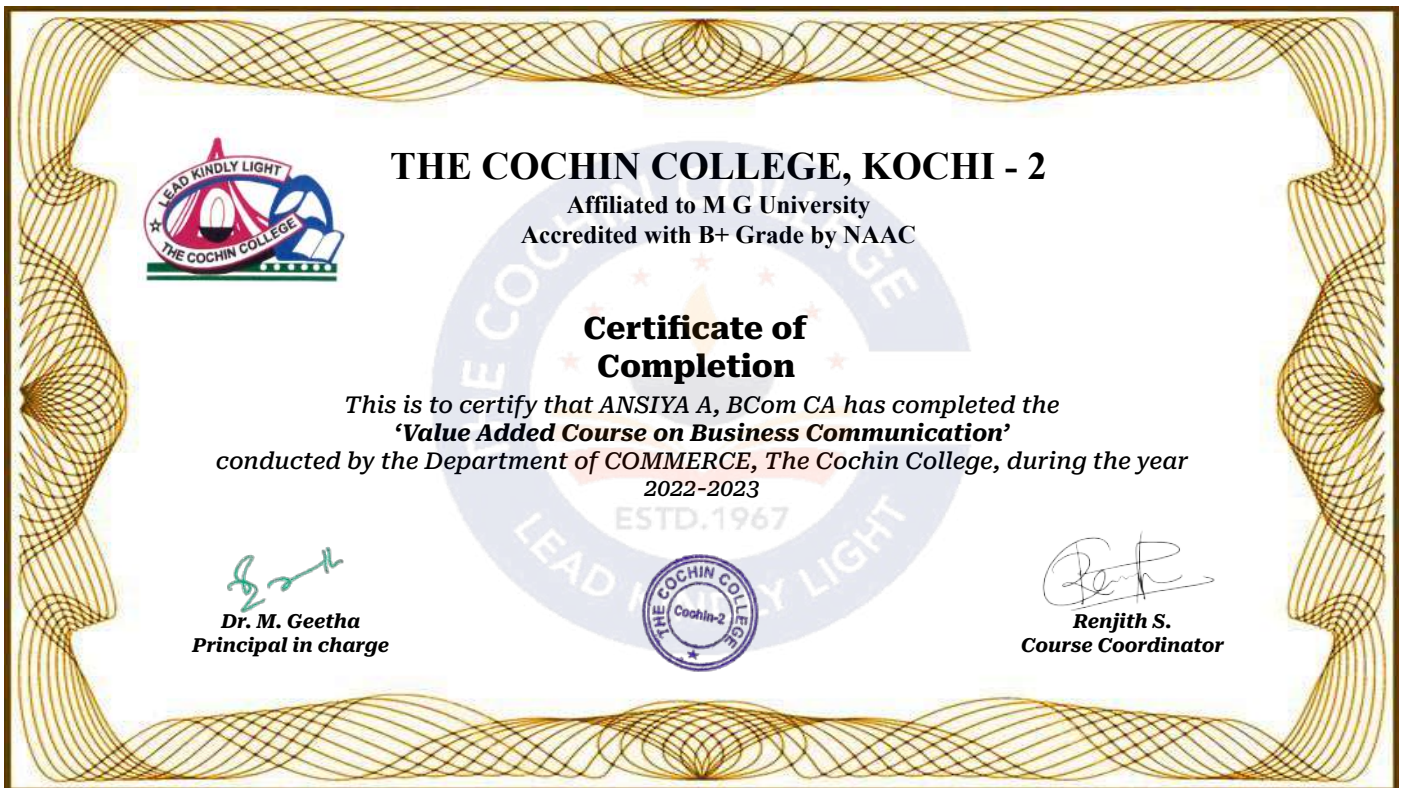 LEAD KINDLY LIGHT
THE COCHIN COLLEGE
THE COCHIN COLLEGE, KOCHI - 2
Affiliated to M G University
Accredited with B+ Grade by NAAC
THE COCHIN COLLEGE
Certificate of
Completion
This is to certify that ANSIYA A, BCom CA has completed the
‘Value Added Course on Business Communication’
conducted by the Department of COMMERCE, The Cochin College, during the year
2022-2023
ESTD.1967
LEAD KINDLY LIGHT
Dr. M. Geetha
Principal in charge
THE COCHIN COLLEGE
Cochin-2
Renjith S.
Course Coordinator